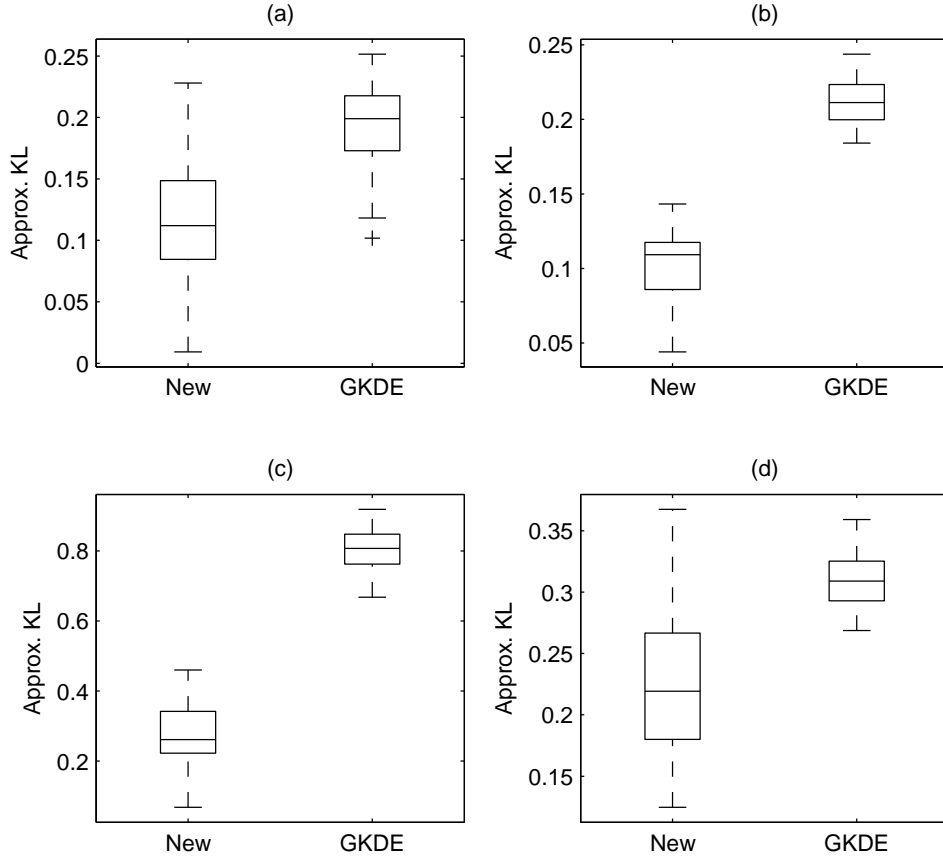 (a)
Approx. KL
0.25
0.2
0.15
0.1
0.05
0
New
GKDE
(b)
Approx. KL
0.25
0.2
0.15
0.1
0.05
New
GKDE
(c)
Approx. KL
0.8
0.6
0.4
0.2
New
GKDE
(d)
Approx. KL
0.35
0.3
0.25
0.2
0.15
New
GKDE